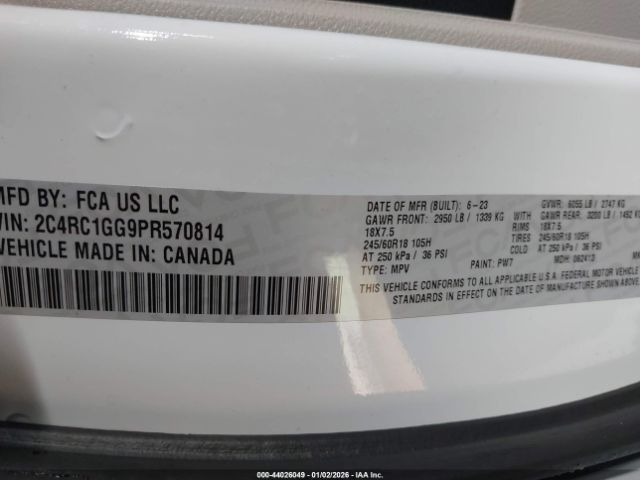 MFD BY: FCA US LLC
VIN: 2C4RC1GG9PR570814
VEHICLE MADE IN: CANADA
DATE OF MFR (BUILT): 6-23 GVWR: 6055 LB / 2747 KG
GAWR FRONT: 2950 LB / 1339 KG GAWR REAR: 3200 LB / 1452 KG
18X7.5 RIMS 18X7.5
245/60R18 105H TIRES 245/60R18 105H
AT 250 kPa / 36 PSI COLD AT 250 kPa / 36 PSI
TYPE: MPV PAINT: PWT MDH: 062413
THIS VEHICLE CONFORMS TO ALL APPLICABLE U.S.A. FEDERAL MOTOR VEHICLE
STANDARDS IN EFFECT ON THE DATE OF MANUFACTURE SHOWN ABOVE.
000-44026049 | 01/02/2026 | IAA Inc.